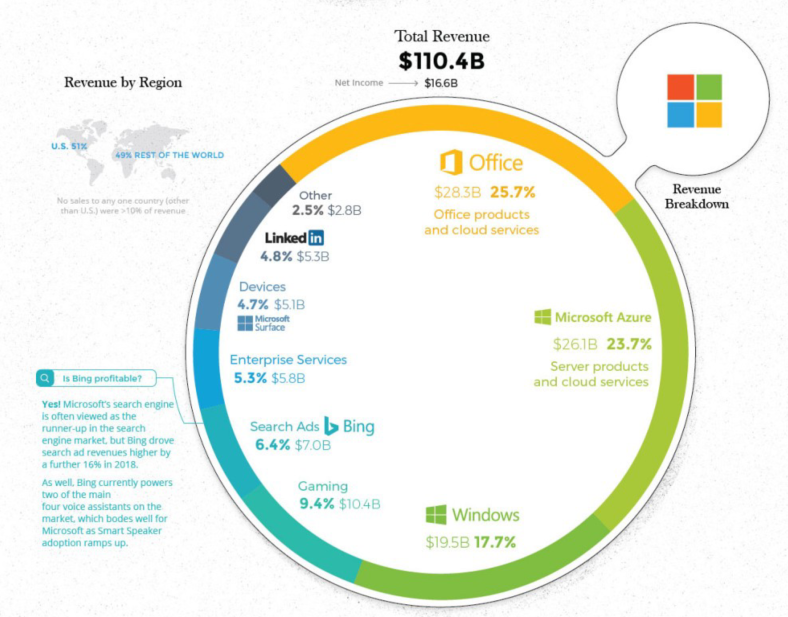 Total Revenue
$110.4B
Net Income
$16.6B
Revenue by Region
U.S. 51%
49% REST OF THE WORLD
No sales to any one country (other
than U.S.) were >10% of revenue
Revenue
Breakdown
Office
$28.3B 25.7%
Office products
and cloud services
Microsoft Azure
$26.1B 23.7%
Server products
and cloud services
Windows
$19.5B 17.7%
Gaming
9.4% $10.4B
Search Ads Bing
6.4% $7.0B
Enterprise Services
5.3% $5.8B
Devices
4.7% $5.1B
Microsoft
Surface
Linked in
4.8% $5.3B
Other
2.5% $2.8B
Is Bing profitable?
Yes! Microsoft's search engine
is often viewed as the
runner-up in the search
engine market, but Bing drove
search ad revenues higher by
a further 16% in 2018.
As well, Bing currently powers
two of the main
four voice assistants on the
market, which bodes well for
Microsoft as Smart Speaker
adoption ramps up.